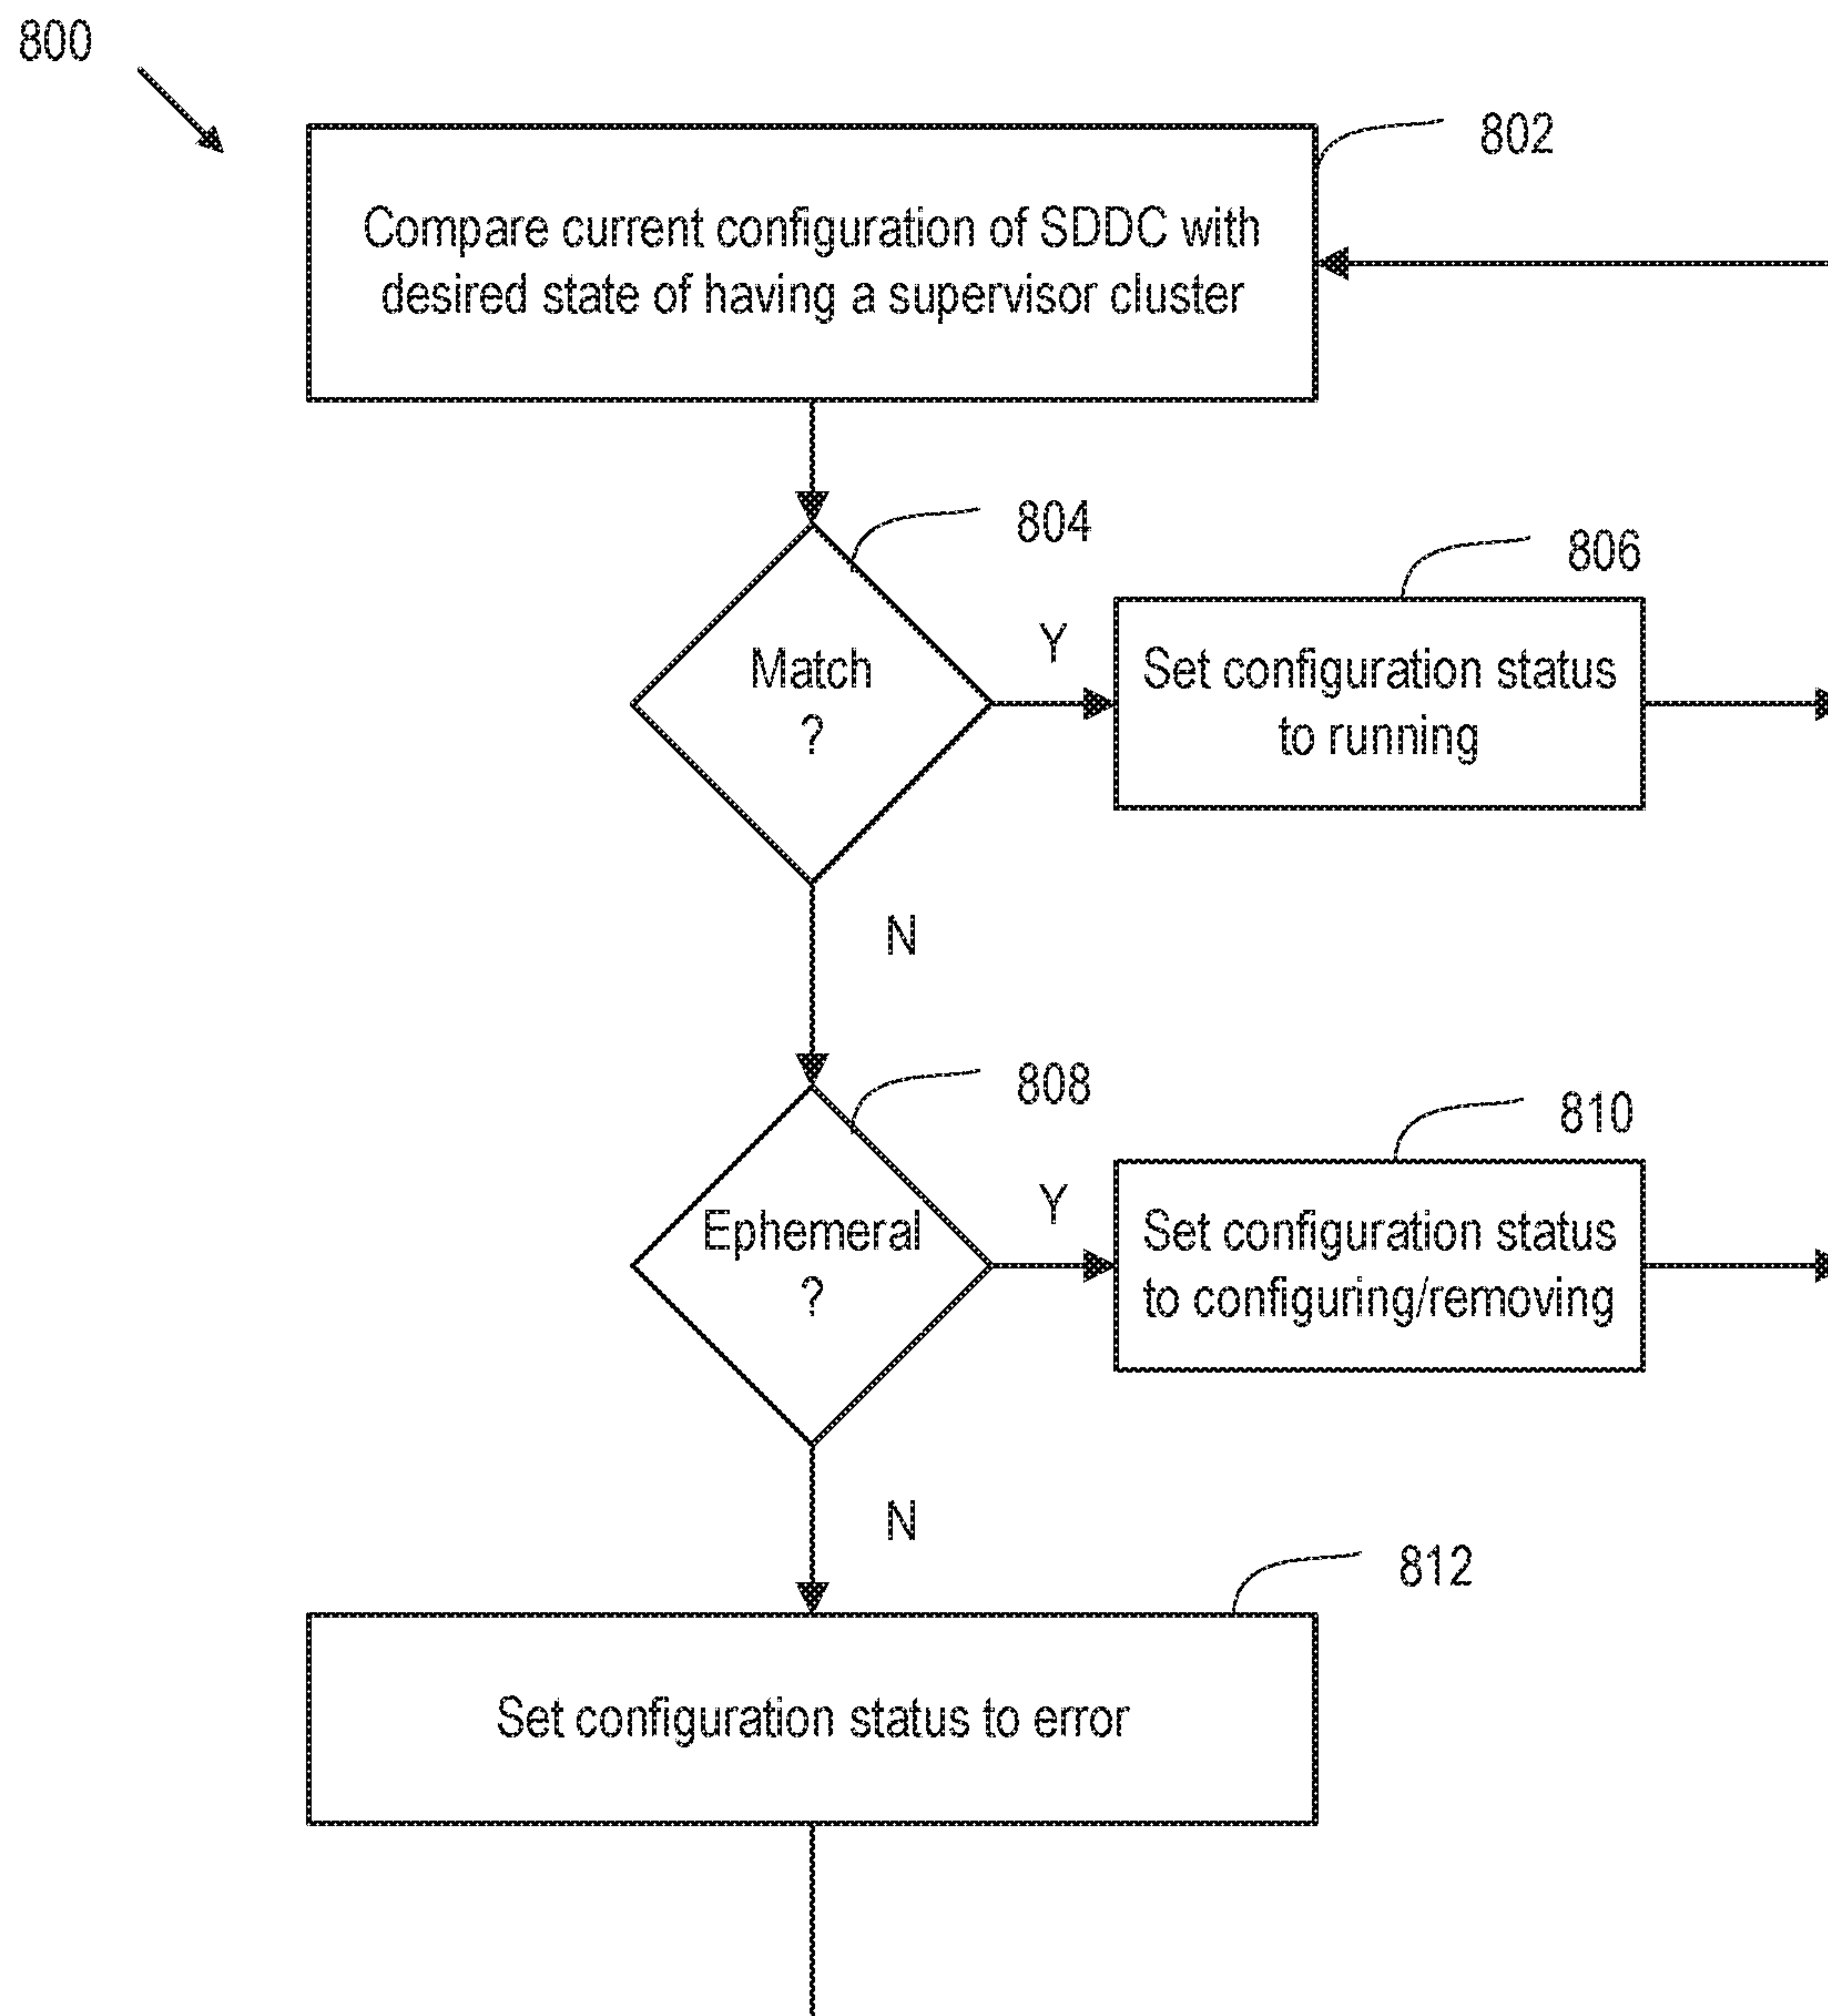 800
802
Compare current configuration of SDDC with
desired state of having a supervisor cluster
804
806
Match
?
Y
Set configuration status
to running
N
808
810
Ephemeral
?
Y
Set configuration status
to configuring/removing
N
812
Set configuration status to error